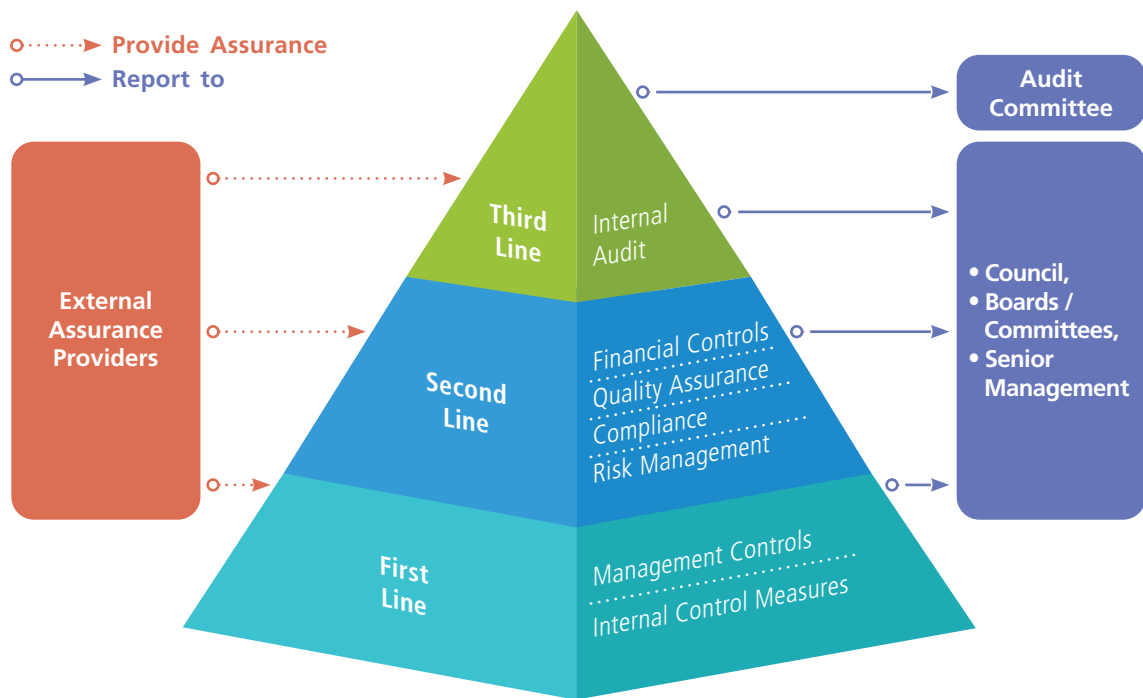 Provide Assurance
Report to
External
Assurance
Providers
Third
Line
Internal
Audit
Second
Line
Financial Controls
Quality Assurance
Compliance
Risk Management
First
Line
Management Controls
Internal Control Measures
Audit
Committee
• Council,
• Boards /
Committees,
• Senior
Management